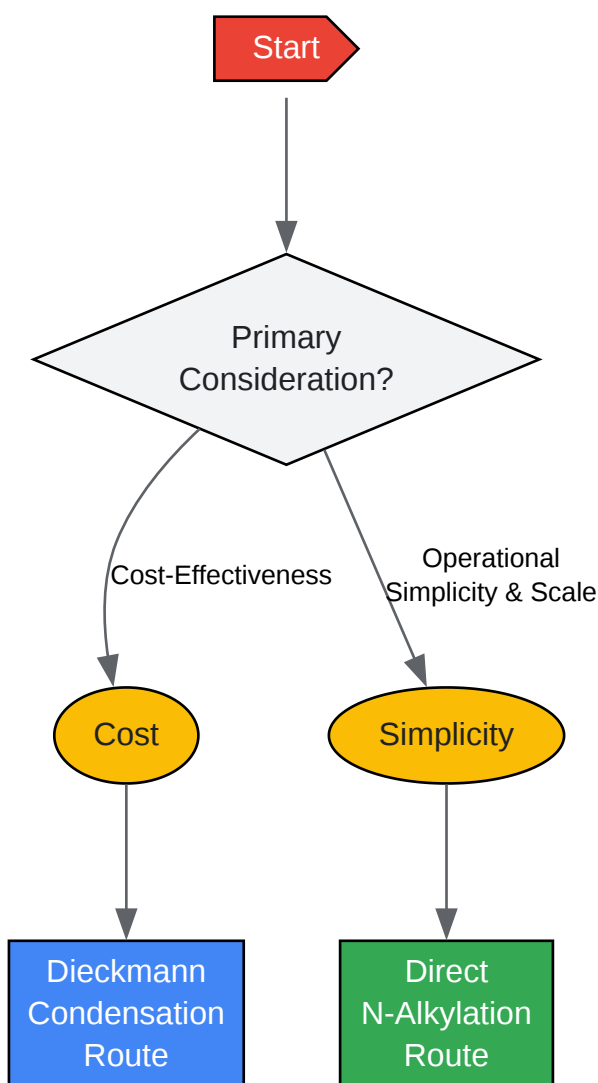 Start
Primary
Consideration?
Cost-Effectiveness
Operational
Simplicity & Scale
Cost
Simplicity
Dieckmann
Condensation
Route
Direct
N-Alkylation
Route